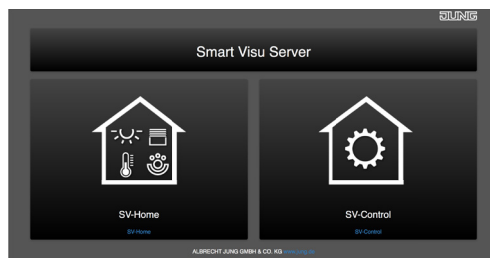 JUNG
Smart Visu Server
SV-Home
SV-Control
SV-Home
SV-Control
ALBRECHT JUNG GMBH & CO. KG